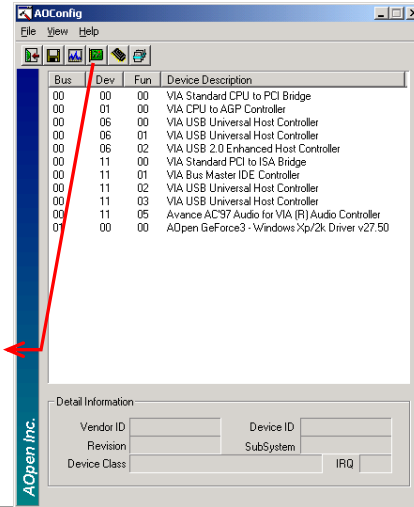 AOConfig
File View Help
Bus Dev Fun Device Description
00 00 00 VIA Standard CPU to PCI Bridge
00 01 00 VIA CPU to AGP Controller
00 06 00 VIA USB Universal Host Controller
00 06 01 VIA USB Universal Host Controller
00 06 02 VIA USB 2.0 Enhanced Host Controller
00 11 00 VIA Standard PCI to ISA Bridge
00 11 01 VIA Bus Master IDE Controller
00 11 02 VIA USB Universal Host Controller
00 11 03 VIA USB Universal Host Controller
00 11 05 Avance AC'97 Audio for VIA (R) Audio Controller
01 00 00 AOpen GeForce3 - Windows Xp/2k Driver v27.50
Detail Information
Vendor ID Device ID
Revision SubSystem
Device Class IRQ
AOpen Inc.